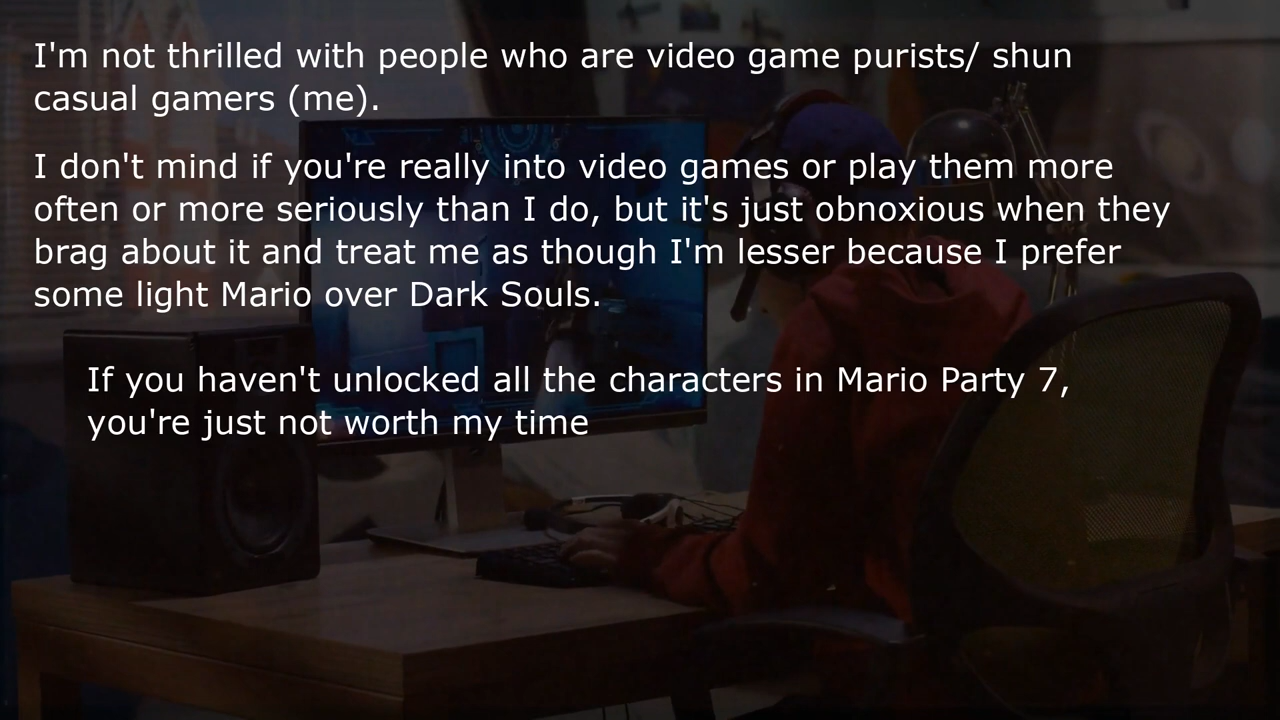 I'm not thrilled with people who are video game purists/ shun
casual gamers (me).
I don't mind if you're really into video games or play them more
often or more seriously than I do, but it's just obnoxious when they
brag about it and treat me as though I'm lesser because I prefer
some light Mario over Dark Souls.
If you haven't unlocked all the characters in Mario Party 7,
you're just not worth my time